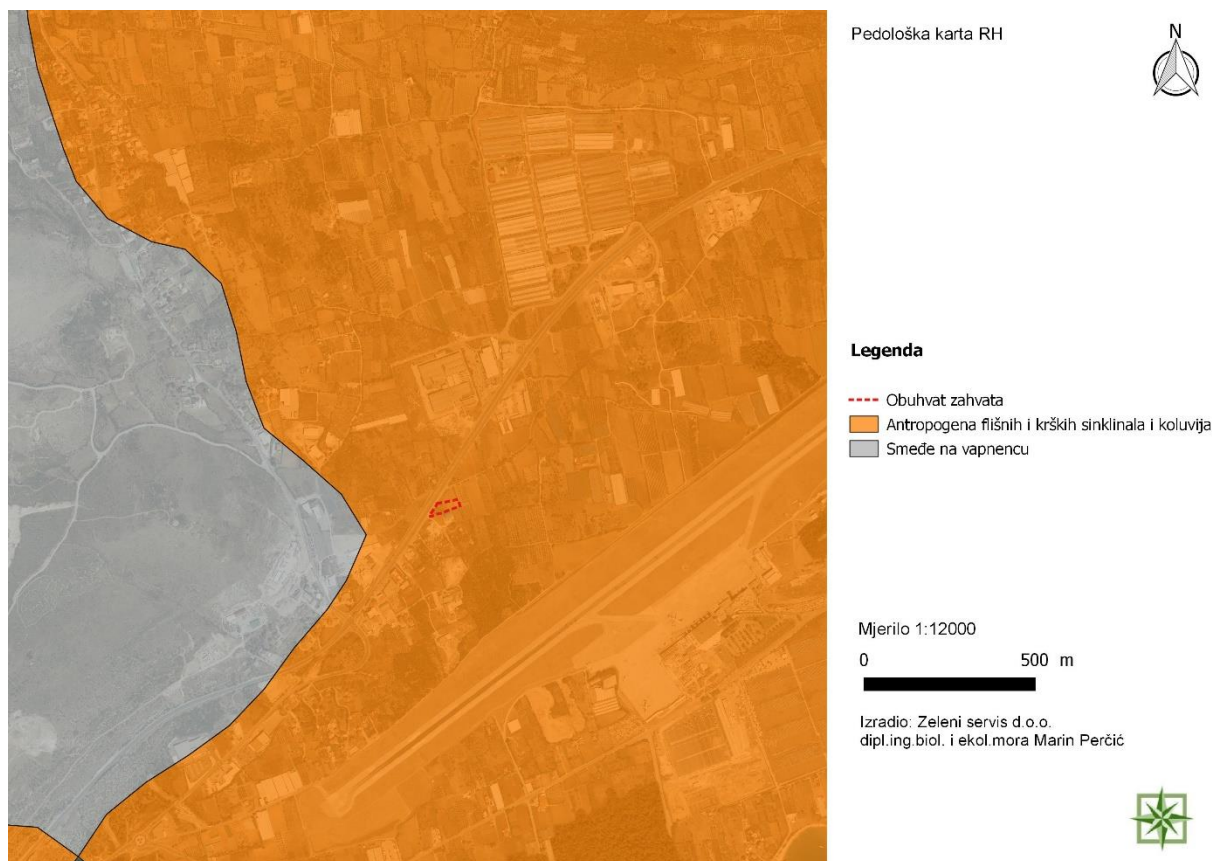 Pedološka karta RH
N
Legenda
Obuhvat zahvata
Antropogena flišnih i krških sinklinala i koluvija
Smeđe na vapnencu
Mjerilo 1:12000
0 500 m
Izradio: Zeleni servis d.o.o.
dipl.ing.biol. i ekol.mora Marin Perčić